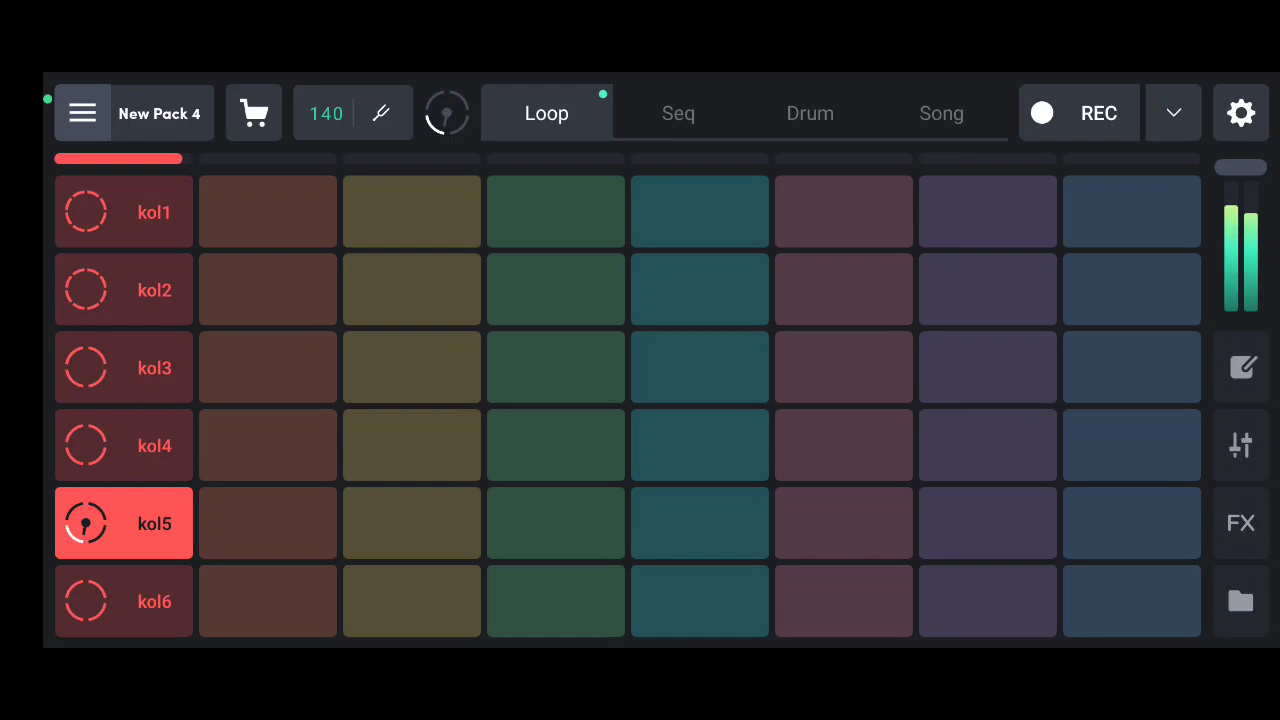 New Pack 4
140
Loop
Seq
Drum
Song
REC
kol1
kol2
kol3
kol4
kol5
FX
kol6